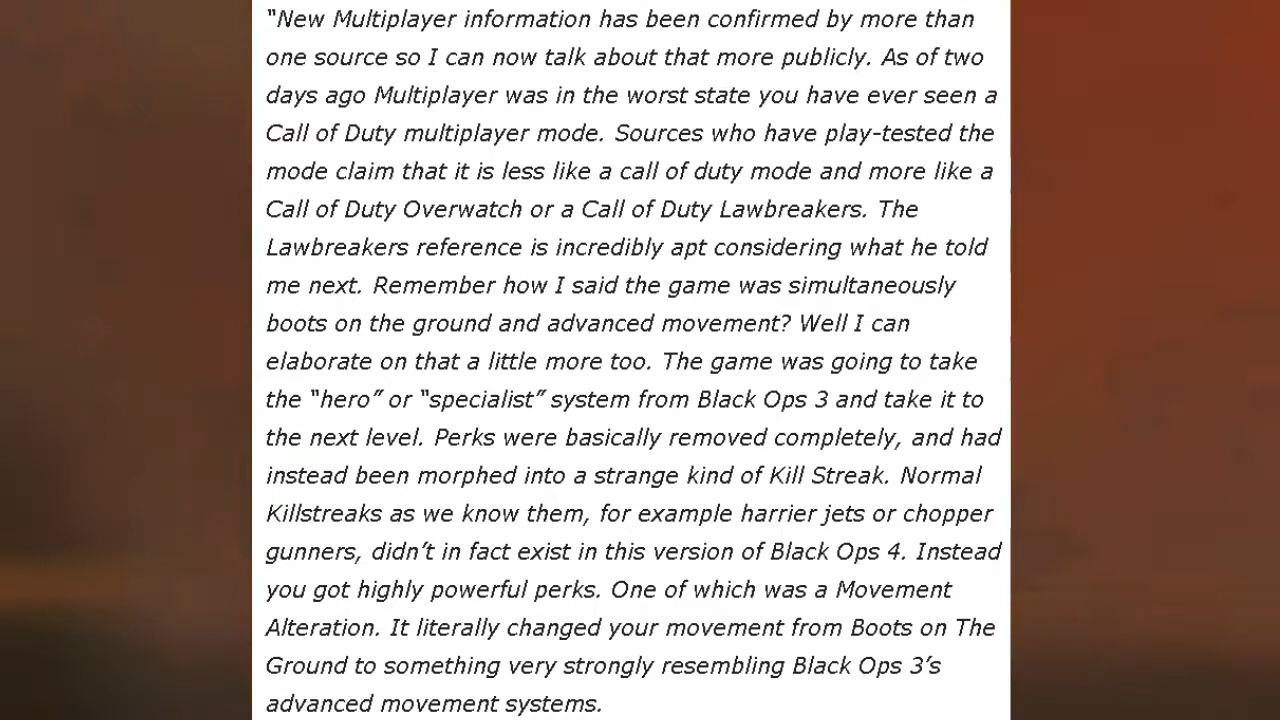 “New Multiplayer information has been confirmed by more than
one source so I can now talk about that more publicly. As of two
days ago Multiplayer was in the worst state you have ever seen a
Call of Duty multiplayer mode. Sources who have play-tested the
mode claim that it is less like a call of duty mode and more like a
Call of Duty Overwatch or a Call of Duty Lawbreakers. The
Lawbreakers reference is incredibly apt considering what he told
me next. Remember how I said the game was simultaneously
boots on the ground and advanced movement? Well I can
elaborate on that a little more too. The game was going to take
the “hero” or “specialist” system from Black Ops 3 and take it to
the next level. Perks were basically removed completely, and had
instead been morphed into a strange kind of Kill Streak. Normal
Killstreaks as we know them, for example harrier jets or chopper
gunners, didn’t in fact exist in this version of Black Ops 4. Instead
you got highly powerful perks. One of which was a Movement
Alteration. It literally changed your movement from Boots on The
Ground to something very strongly resembling Black Ops 3’s
advanced movement systems.